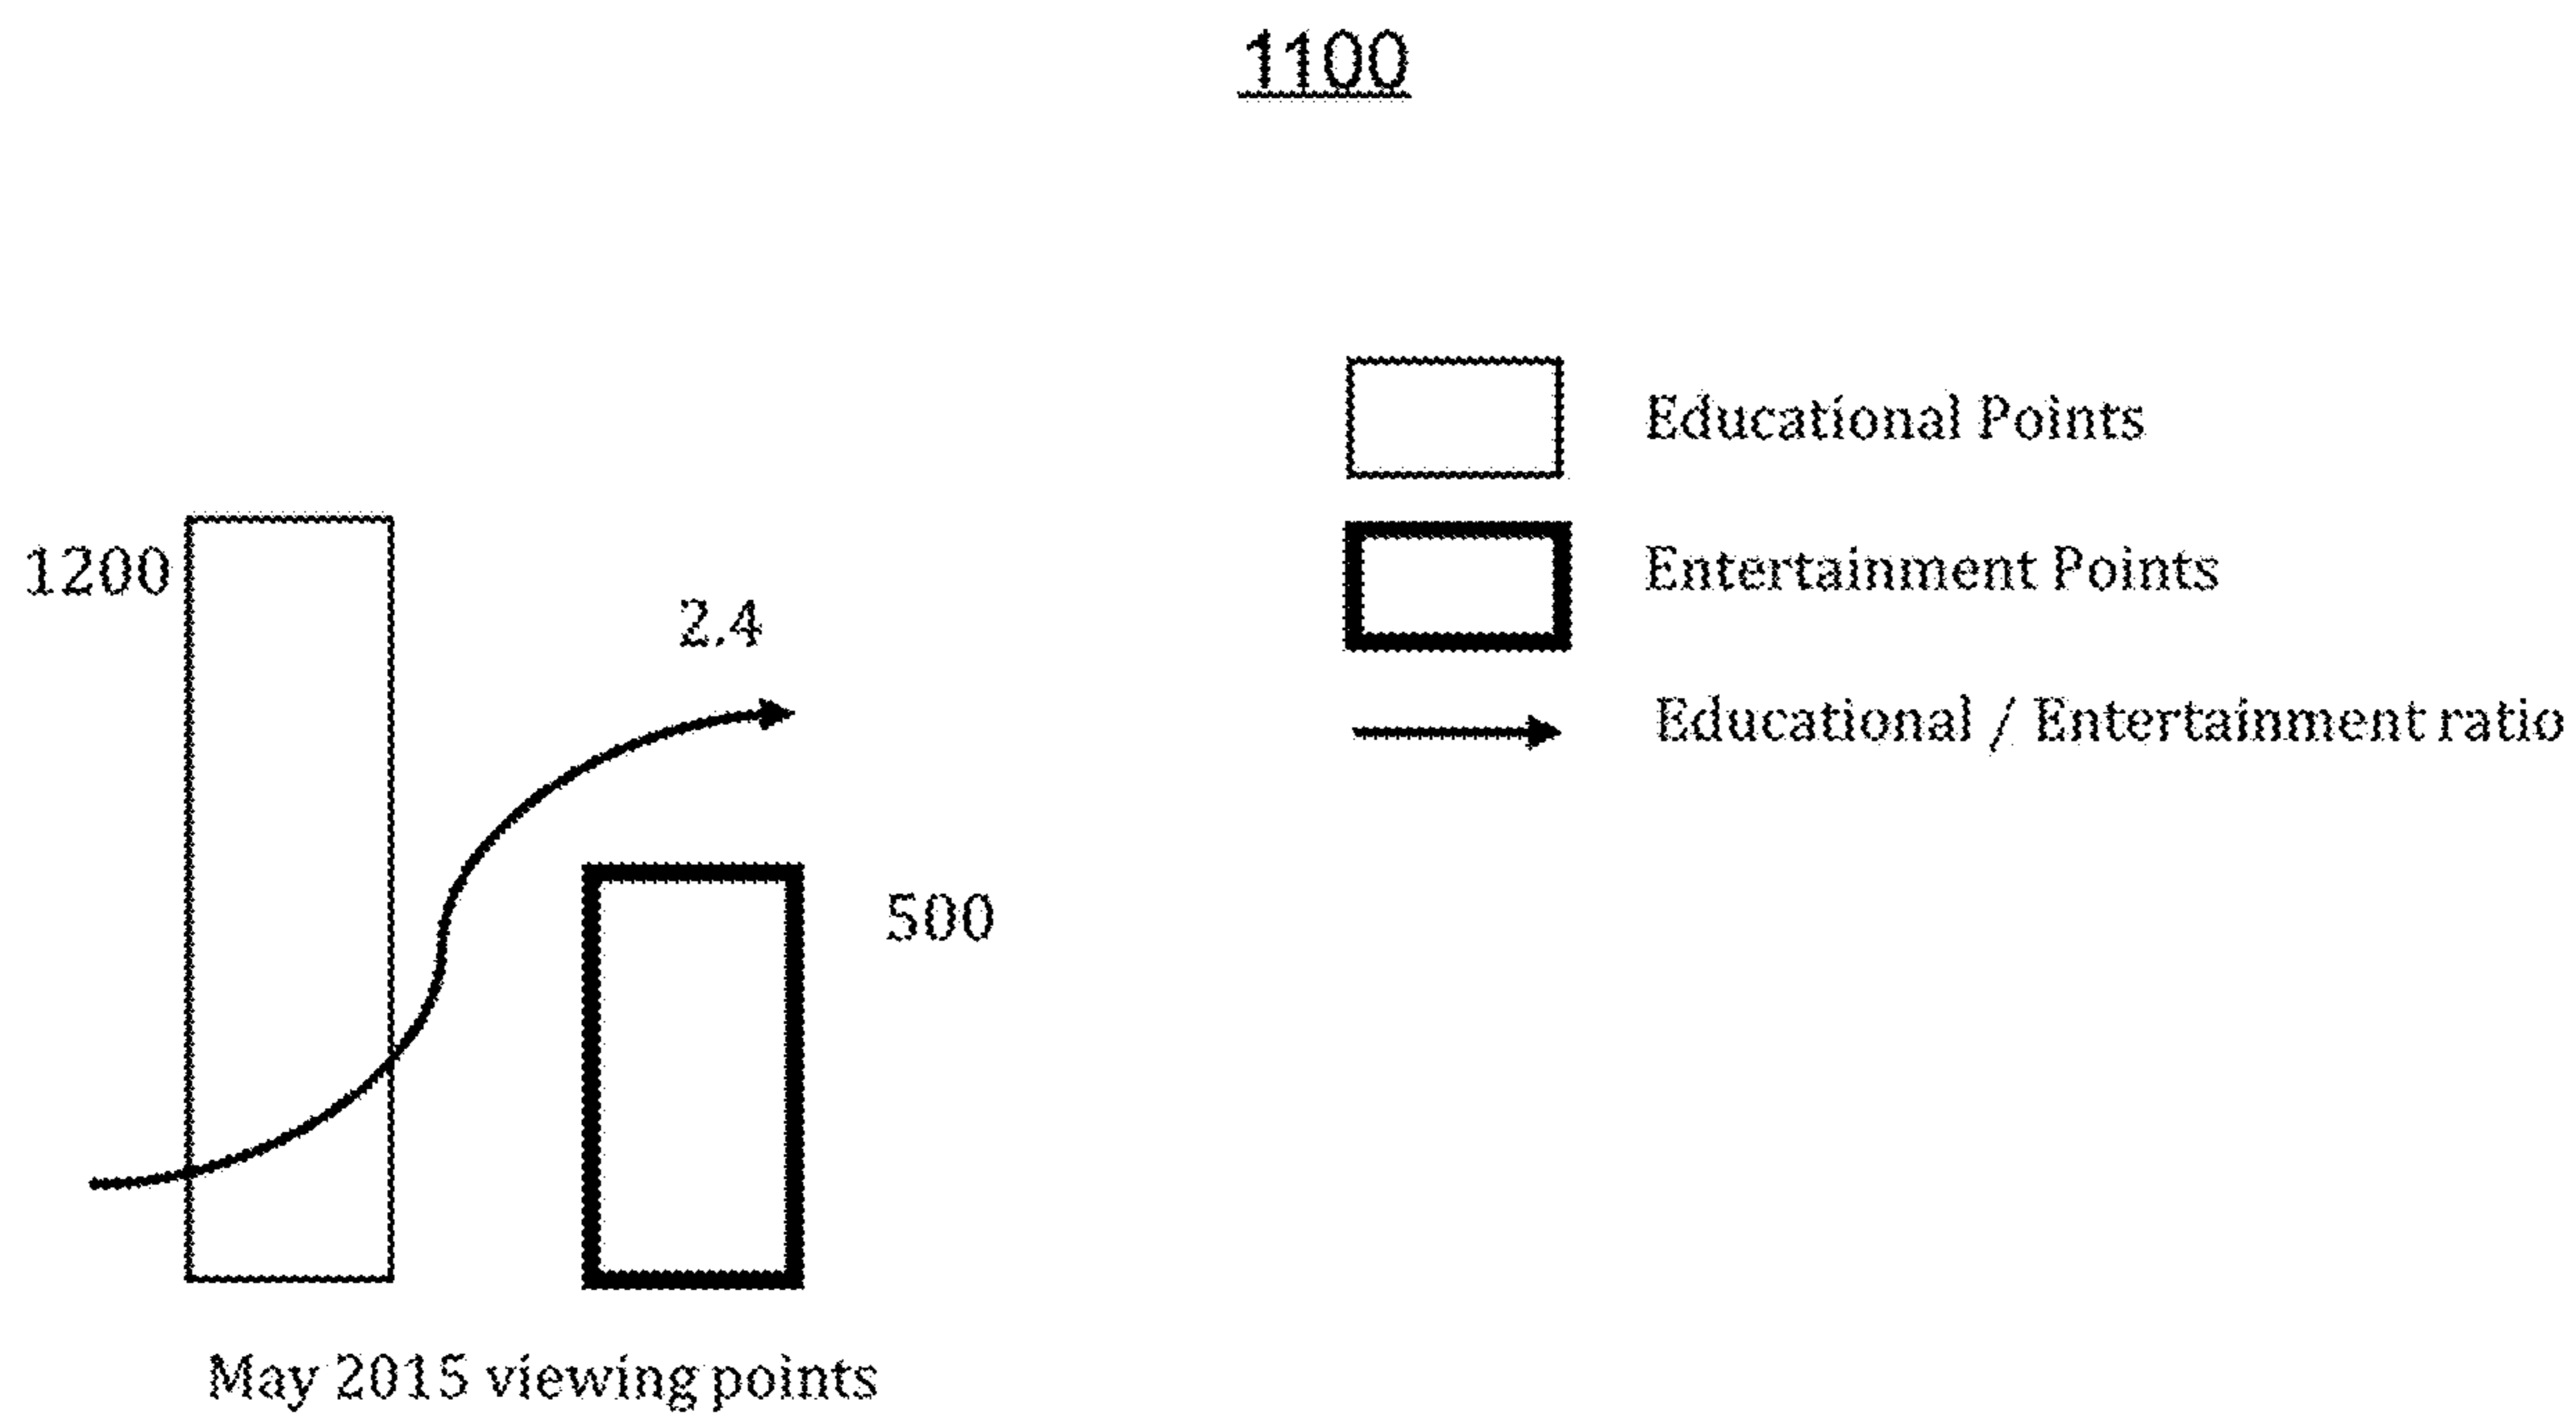 1100
Educational Points
1200
Entertainment Points
2.4
Educational / Entertainment ratio
500
May 2015 viewing points